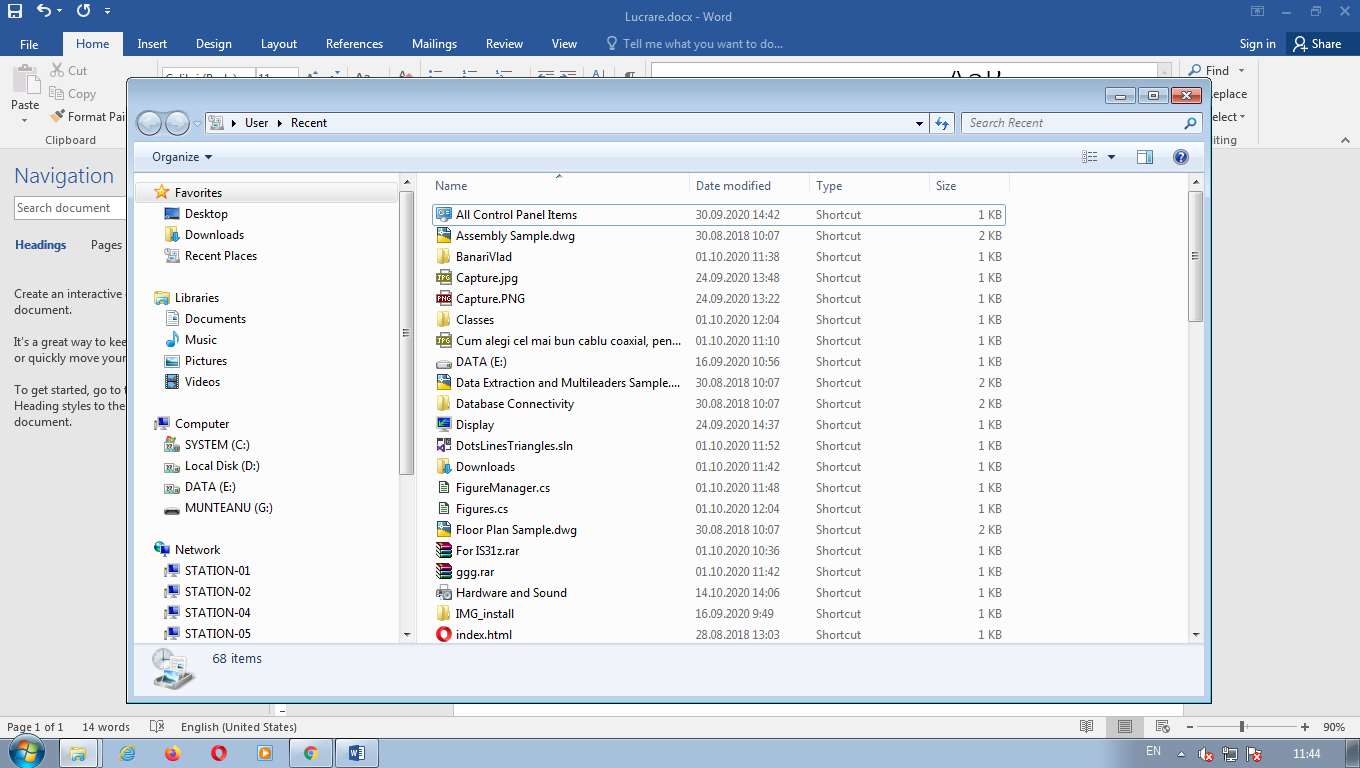 Lucrare.docx - Word
File Home Insert Design Layout References Mailings Review View Tell me what you want to do... Sign in Share
Cut
Copy
Format Pai
Paste
Clipboard
Find
eplace
elect
iting
Navigation
Search document
Headings Pages
Create an interactive
document.
It's a great way to kee
or quickly move your
To get started, go to t
Heading styles to the
document.
User Recent
Search Recent
Organize
Favorites
Desktop
Downloads
Recent Places
Libraries
Documents
Music
Pictures
Videos
Computer
SYSTEM (C:)
Local Disk (D:)
DATA (E:)
MUNTEANU (G:)
Network
STATION-01
STATION-02
STATION-04
STATION-05
Name Date modified Type Size
All Control Panel Items 30.09.2020 14:42 Shortcut 1 KB
Assembly Sample.dwg 30.08.2018 10:07 Shortcut 2 KB
BanariVlad 01.10.2020 11:38 Shortcut 1 KB
Capture.jpg 24.09.2020 13:48 Shortcut 1 KB
Capture.PNG 24.09.2020 13:22 Shortcut 1 KB
Classes 01.10.2020 12:04 Shortcut 1 KB
Cum alegi cel mai bun cablu coaxial, pen... 01.10.2020 11:10 Shortcut 1 KB
DATA (E:) 16.09.2020 10:56 Shortcut 1 KB
Data Extraction and Multileaders Sample.... 30.08.2018 10:07 Shortcut 2 KB
Database Connectivity 30.08.2018 10:07 Shortcut 2 KB
Display 24.09.2020 14:37 Shortcut 1 KB
DotsLinesTriangles.sln 01.10.2020 11:52 Shortcut 1 KB
Downloads 01.10.2020 11:42 Shortcut 1 KB
FigureManager.cs 01.10.2020 11:48 Shortcut 1 KB
Figures.cs 01.10.2020 12:04 Shortcut 1 KB
Floor Plan Sample.dwg 30.08.2018 10:07 Shortcut 2 KB
For IS31z.rar 01.10.2020 10:36 Shortcut 1 KB
ggg.rar 01.10.2020 11:42 Shortcut 1 KB
Hardware and Sound 14.10.2020 14:06 Shortcut 1 KB
IMG_install 16.09.2020 9:49 Shortcut 1 KB
index.html 28.08.2018 13:03 Shortcut 1 KB
68 items
Page 1 of 1 14 words English (United States) 90%
EN 11:44